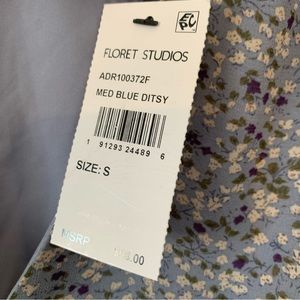 FLORET STUDIOS
ADR100372F
MED BLUE DITSY
1 91293 24489 6
SIZE: S
MSRP